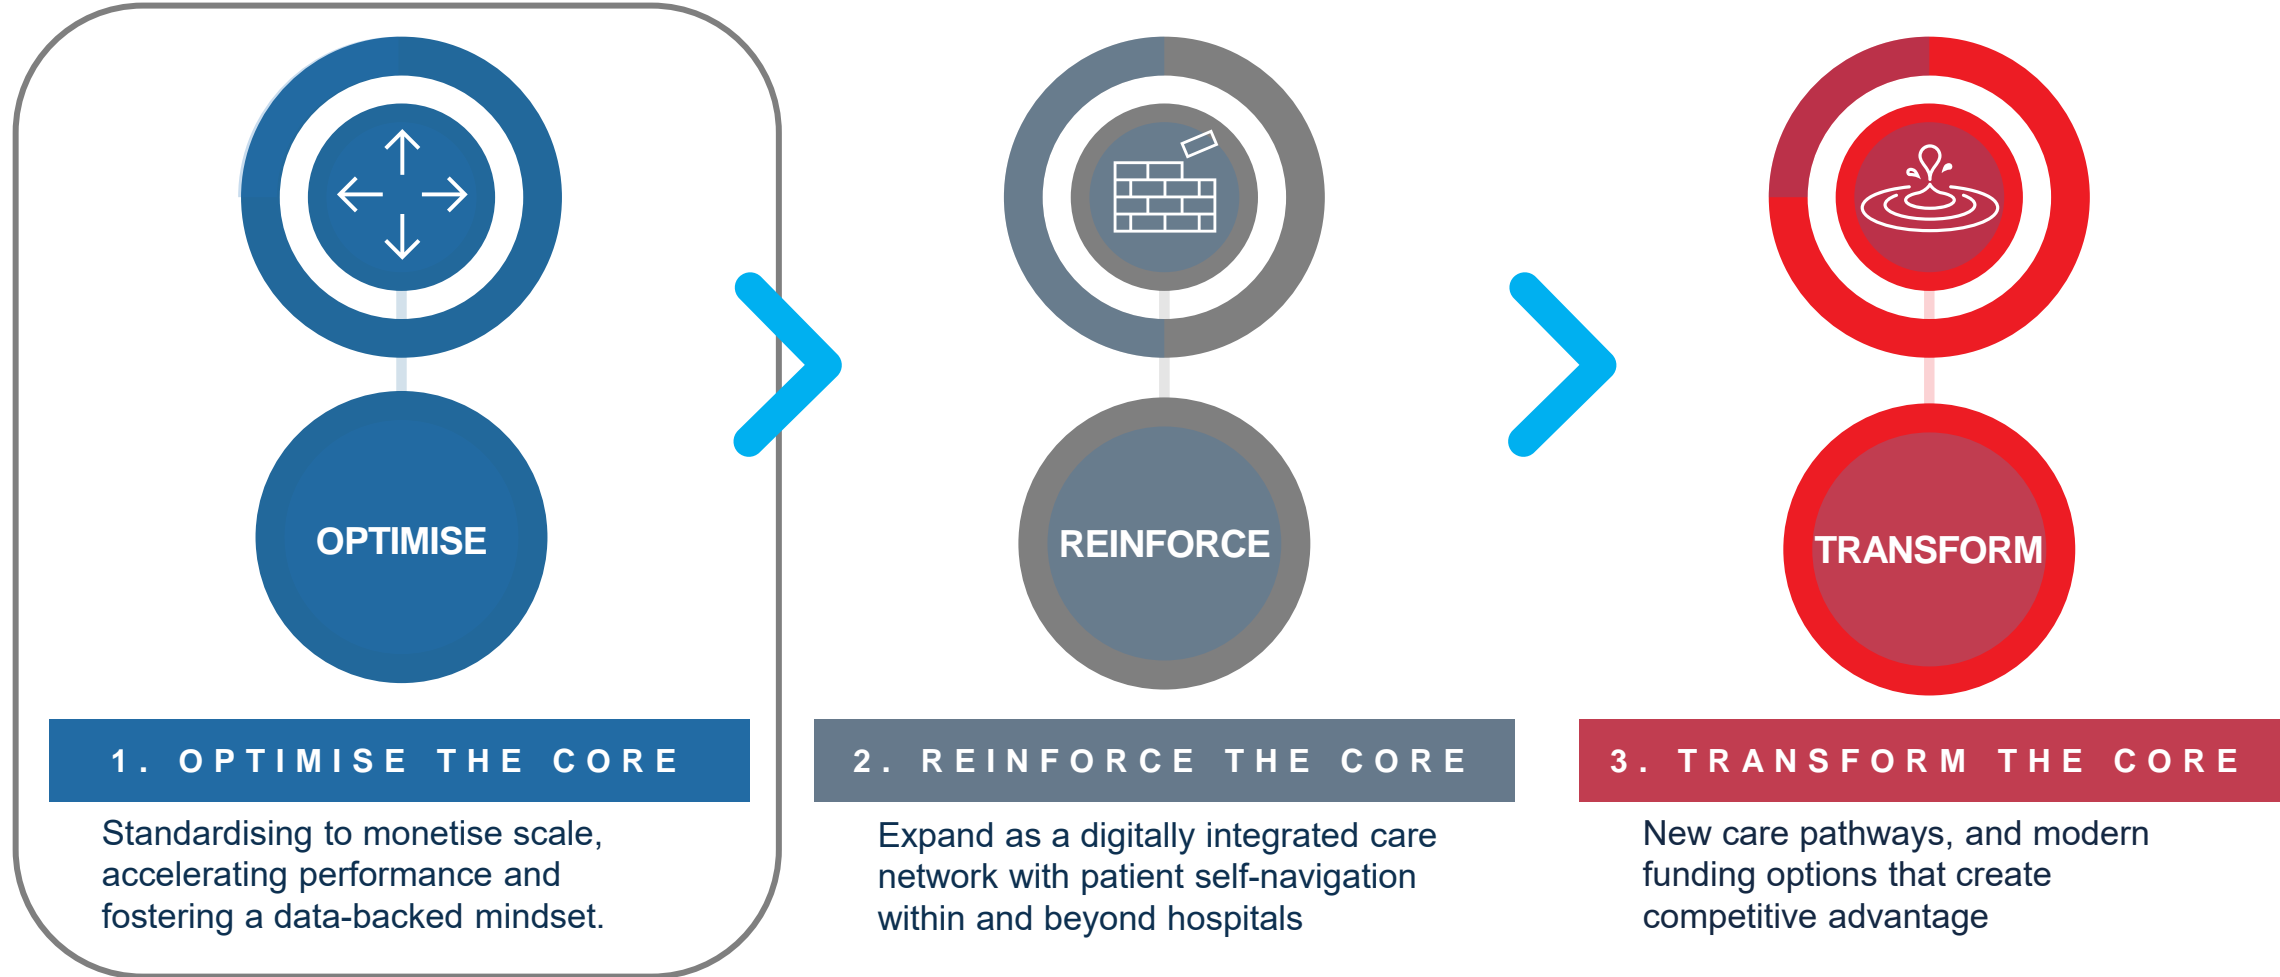 OPTIMISE
REINFORCE
TRANSFORM
1. OPTIMISE THE CORE
Standardising to monetise scale,
accelerating performance and
fostering a data-backed mindset.
2. REINFORCE THE CORE
Expand as a digitally integrated care
network with patient self-navigation
within and beyond hospitals
3. TRANSFORM THE CORE
New care pathways, and modern
funding options that create
competitive advantage